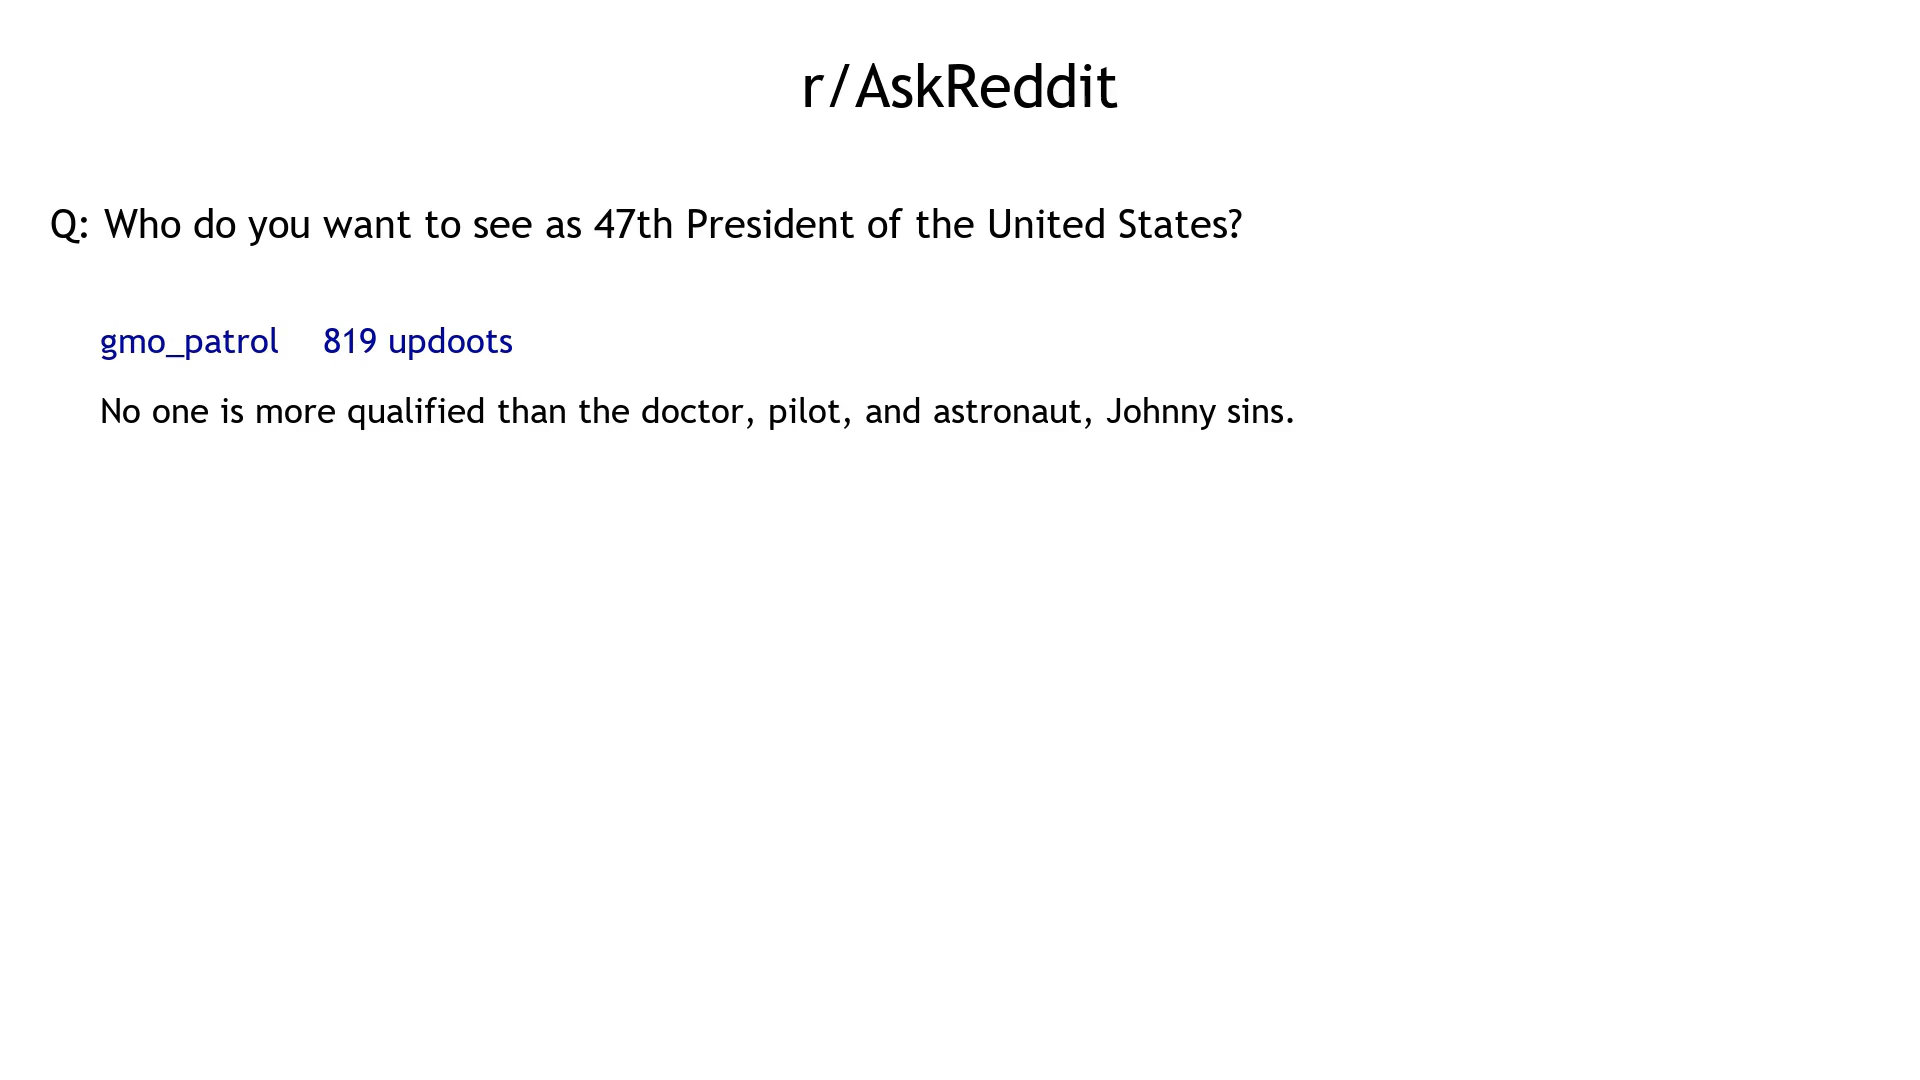 r/AskReddit
Q: Who do you want to see as 47th President of the United States?
gmo_patrol 819 updoots
No one is more qualified than the doctor, pilot, and astronaut, Johnny sins.